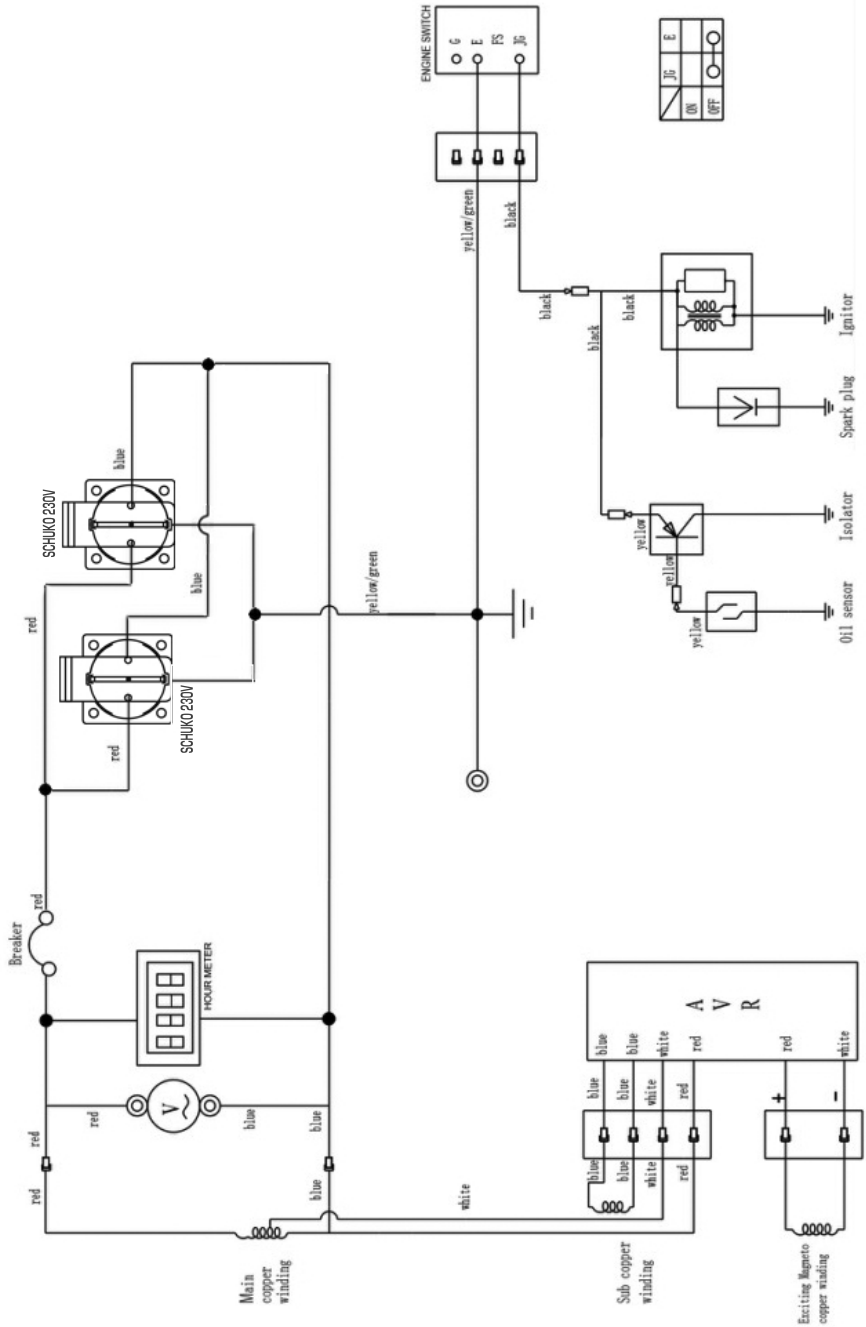 ENGINE SWITCH
G
E
FS
JG
JG
E
ON
OFF
yellow/green
black
black
black
black
Ignitor
Spark plug
Isolator
Oil sensor
yellow
yellow
yellow
SCHUKO 230V
SCHUKO 230V
blue
blue
red
red
yellow/green
red
Breaker
HOUR METER
V
red
blue
red
blue
red
blue
white
Main
copper
winding
A V R
blue
blue
white
red
red
white
blue
blue
white
red
+
-
blue
blue
white
red
Sub copper
winding
Exciting Magneto
copper winding